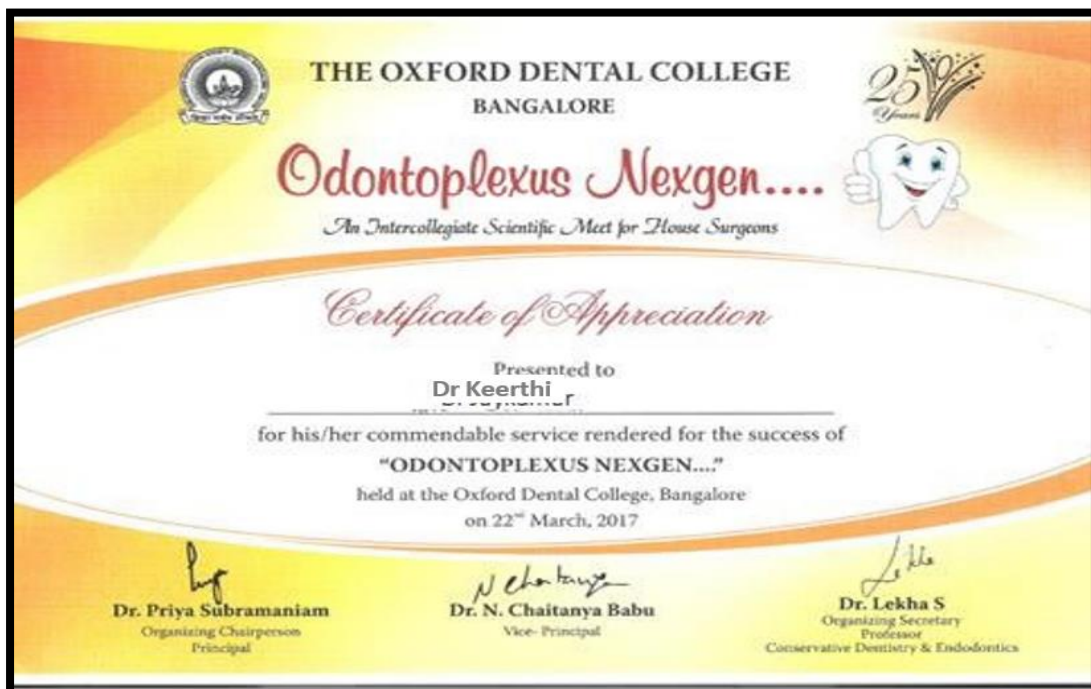 THE OXFORD DENTAL COLLEGE
BANGALORE
25
Years
Odontoplexus Nexgen....
An Intercollegiate Scientific Meet for House Surgeons
Certificate of Appreciation
Presented to
Dr Keerthi
for his/her commendable service rendered for the success of
"ODONTOPLEXUS NEXGEN...."
held at the Oxford Dental College, Bangalore
on 22nd March, 2017
N Chaitanya
Lekha
Dr. Priya Subramaniam
Organizing Chairperson
Principal
Dr. N. Chaitanya Babu
Vice- Principal
Dr. Lekha S
Organizing Secretary
Professor
Conservative Dentistry & Endodontics